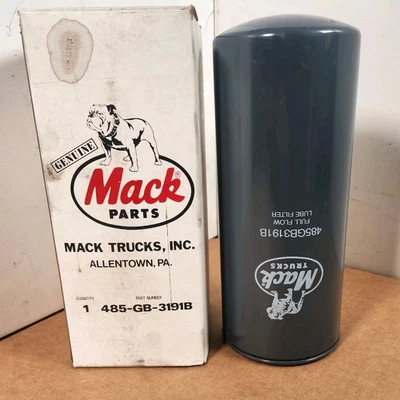 GENUINE
Mack
PARTS
MACK TRUCKS, INC.
ALLENTOWN, PA.
QUANTITY PART NUMBER
1 485-GB-3191B
Mack
TRUCKS
485GB3191B
FULL FLOW
LUBE FILTER